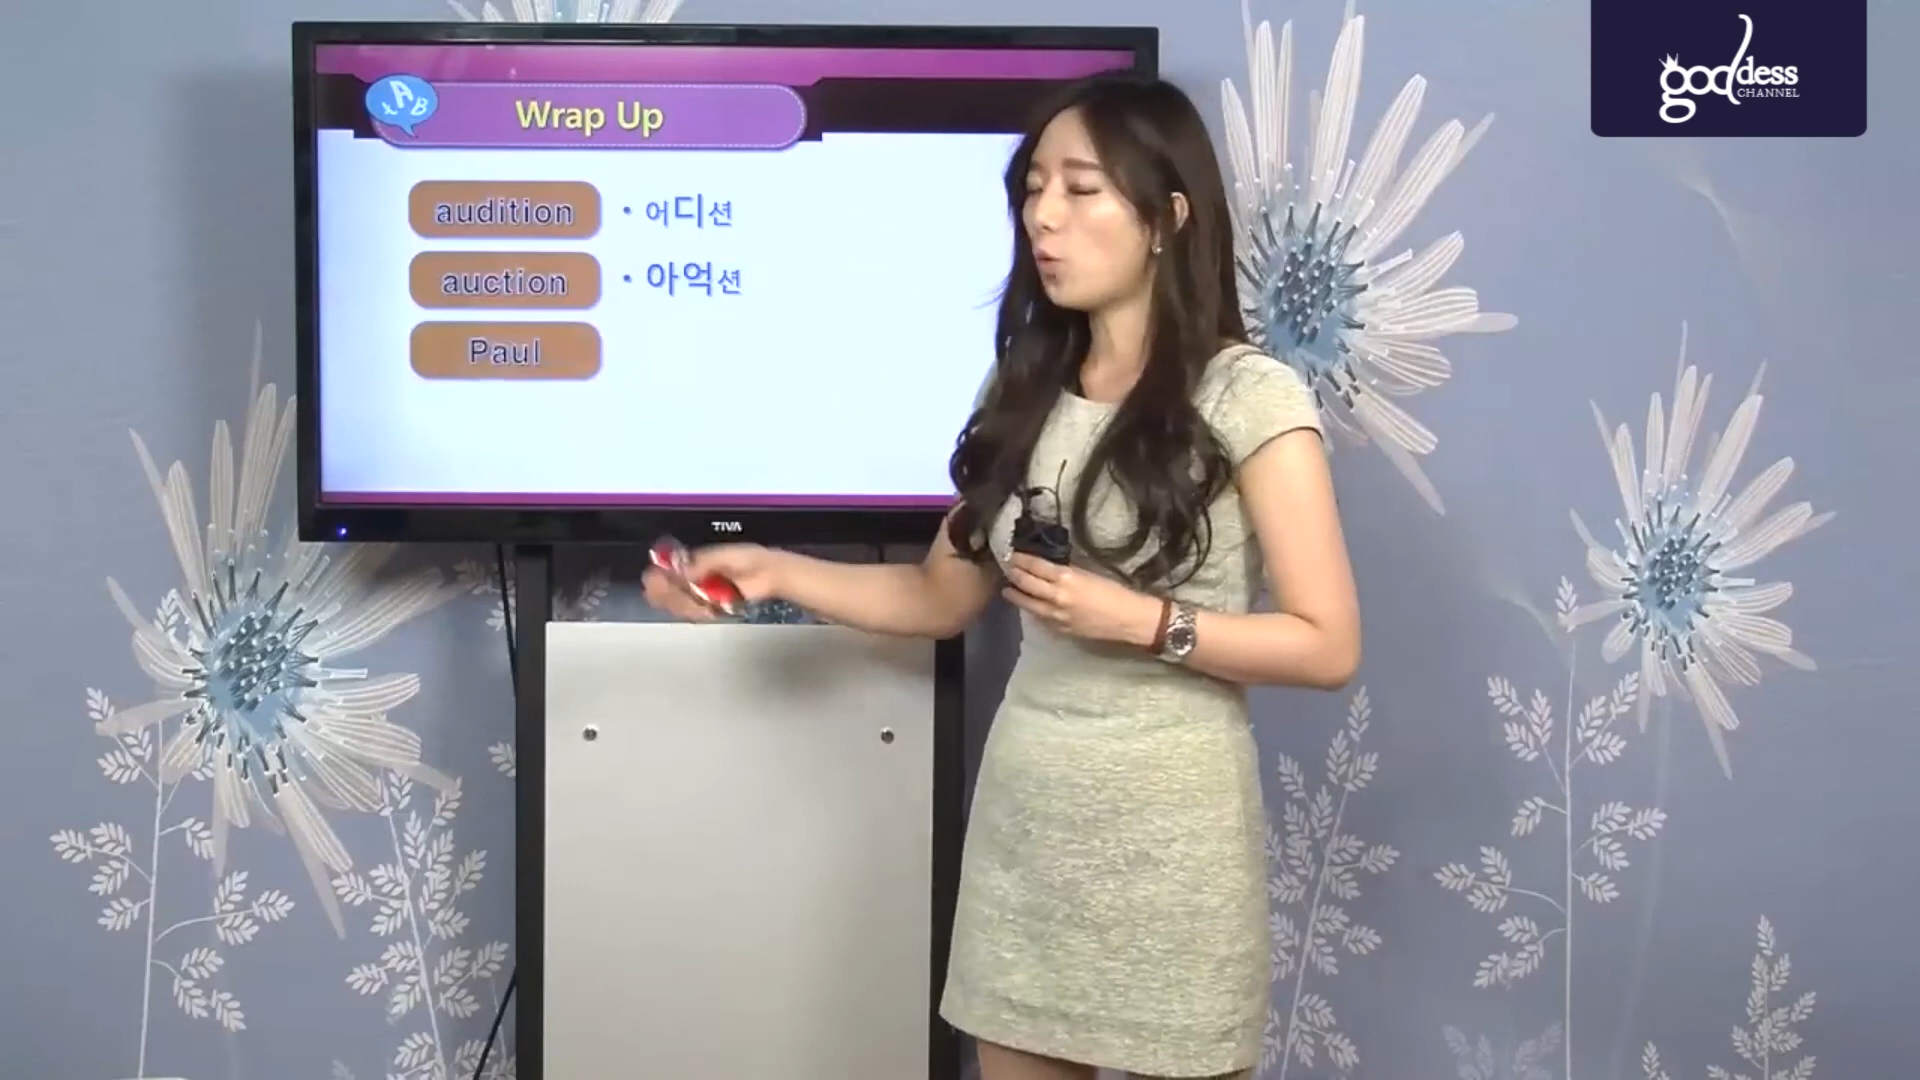 Wrap Up
audition • 어디션
auction • 아억션
Paul
TIVA
goddess
CHANNEL